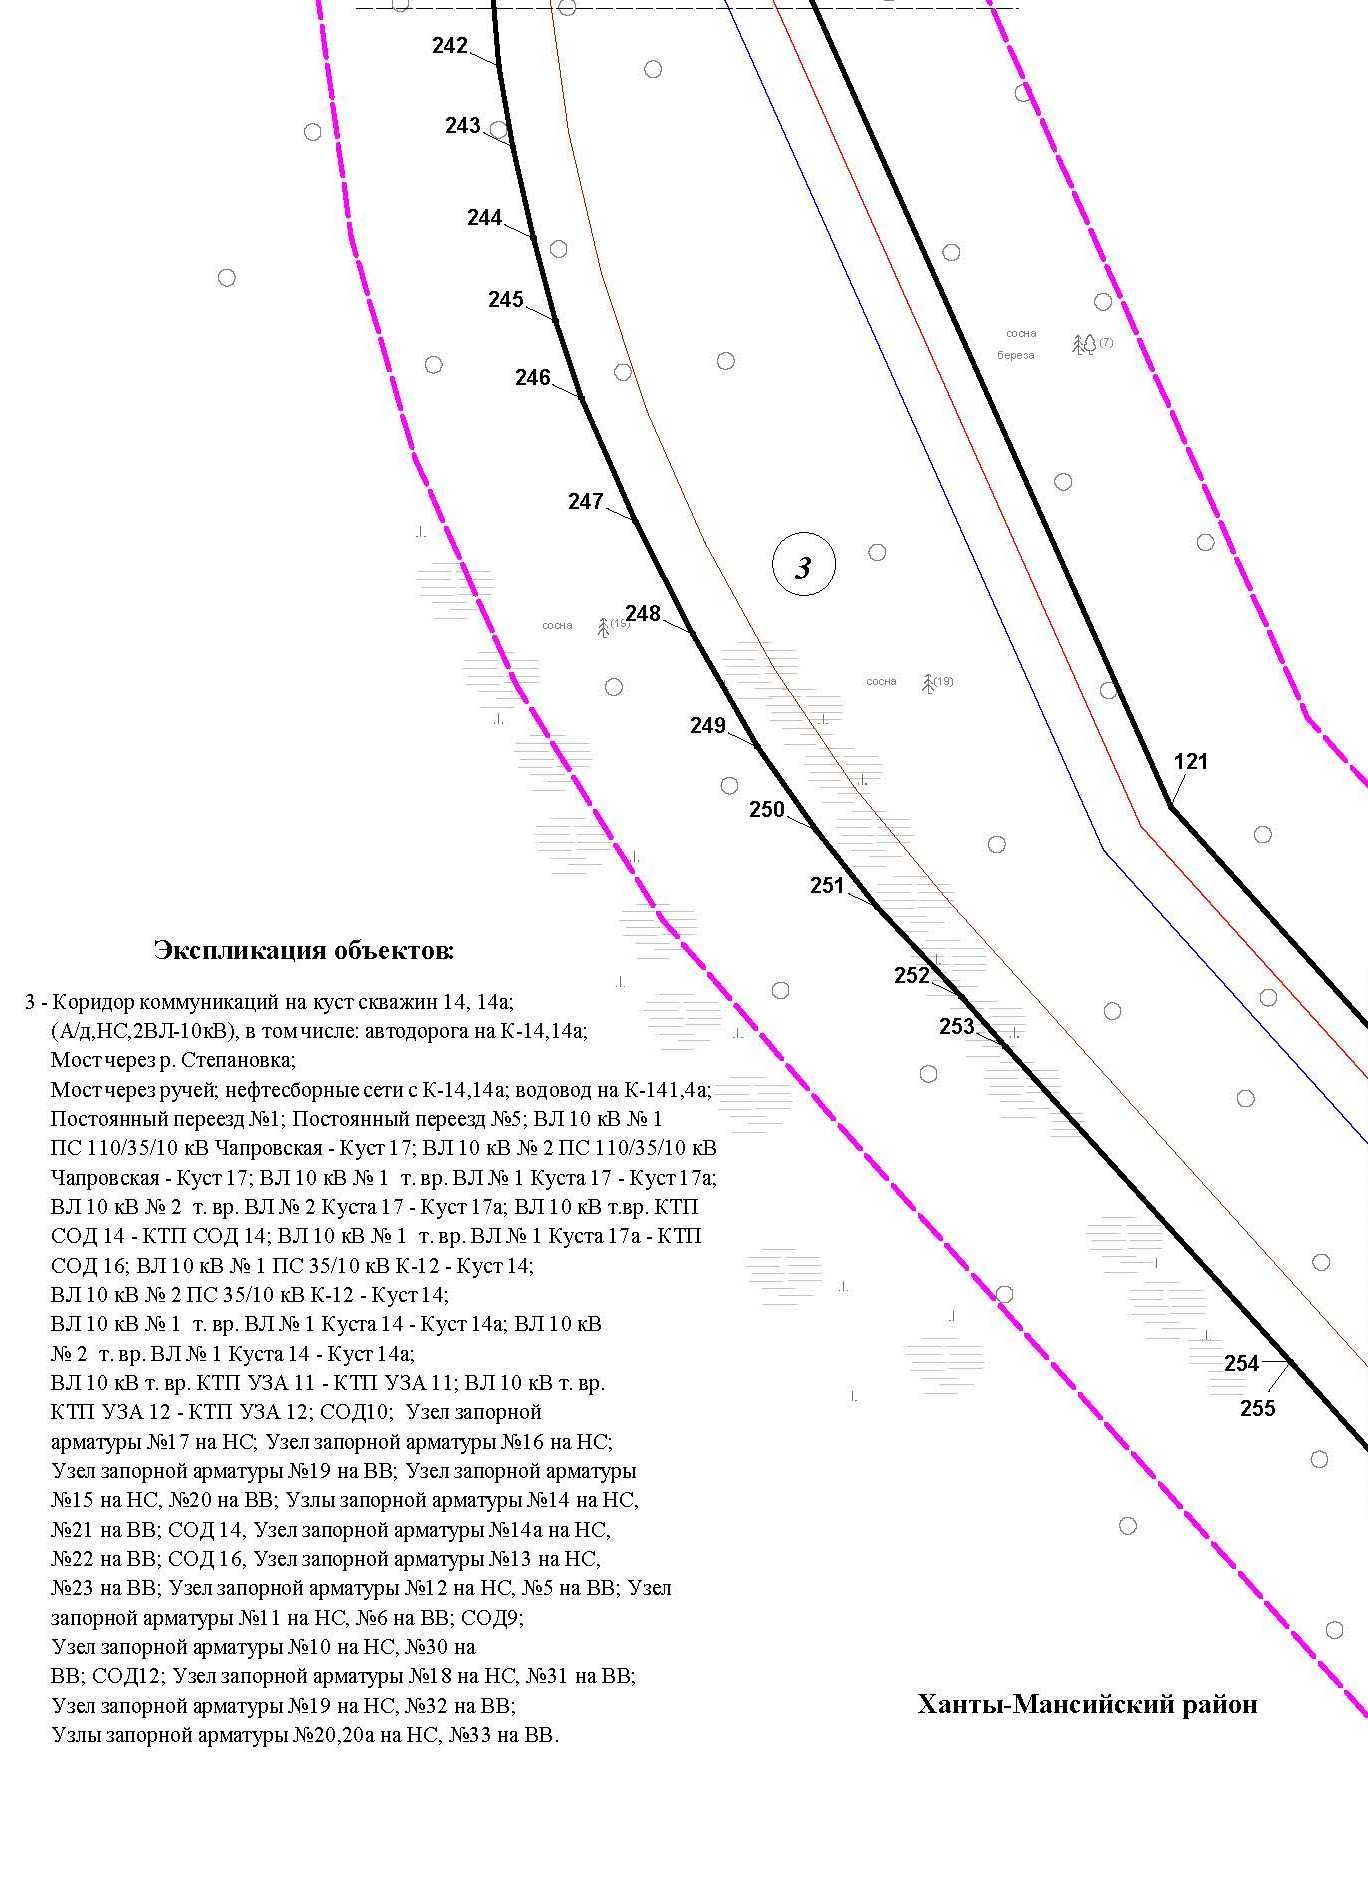 242
243
244
245
246
сосна
береза
(7)
247
3
248
сосна
(15)
сосна
(19)
249
121
250
251
252
253
254
255
Экспликация объектов:
3 - Коридор коммуникаций на куст скважин 14, 14а;
(А/д,НС,2ВЛ-10кВ), в том числе: автодорога на К-14,14а;
Мост через р. Степановка;
Мост через ручей; нефтесборные сети с К-14,14а; водовод на К-141,4а;
Постоянный переезд №1; Постоянный переезд №5; ВЛ 10 кВ № 1
ПС 110/35/10 кВ Чапровская - Куст 17; ВЛ 10 кВ № 2 ПС 110/35/10 кВ
Чапровская - Куст 17; ВЛ 10 кВ № 1 т. вр. ВЛ № 1 Куста 17 - Куст 17а;
ВЛ 10 кВ № 2 т. вр. ВЛ № 2 Куста 17 - Куст 17а; ВЛ 10 кВ т.вр. КТП
СОД 14 - КТП СОД 14; ВЛ 10 кВ № 1 т. вр. ВЛ № 1 Куста 17а - КТП
СОД 16; ВЛ 10 кВ № 1 ПС 35/10 кВ К-12 - Куст 14;
ВЛ 10 кВ № 2 ПС 35/10 кВ К-12 - Куст 14;
ВЛ 10 кВ № 1 т. вр. ВЛ № 1 Куста 14 - Куст 14а; ВЛ 10 кВ
№ 2 т. вр. ВЛ № 1 Куста 14 - Куст 14а;
ВЛ 10 кВ т. вр. КТП УЗА 11 - КТП УЗА 11; ВЛ 10 кВ т. вр.
КТП УЗА 12 - КТП УЗА 12; СОД10; Узел запорной
арматуры №17 на НС; Узел запорной арматуры №16 на НС;
Узел запорной арматуры №19 на ВВ; Узел запорной арматуры
№15 на НС, №20 на ВВ; Узлы запорной арматуры №14 на НС,
№21 на ВВ; СОД 14, Узел запорной арматуры №14а на НС,
№22 на ВВ; СОД 16, Узел запорной арматуры №13 на НС,
№23 на ВВ; Узел запорной арматуры №12 на НС, №5 на ВВ; Узел
запорной арматуры №11 на НС, №6 на ВВ; СОД9;
Узел запорной арматуры №10 на НС, №30 на
ВВ; СОД12; Узел запорной арматуры №18 на НС, №31 на ВВ;
Узел запорной арматуры №19 на НС, №32 на ВВ;
Узлы запорной арматуры №20,20а на НС, №33 на ВВ.
Ханты-Мансийский район